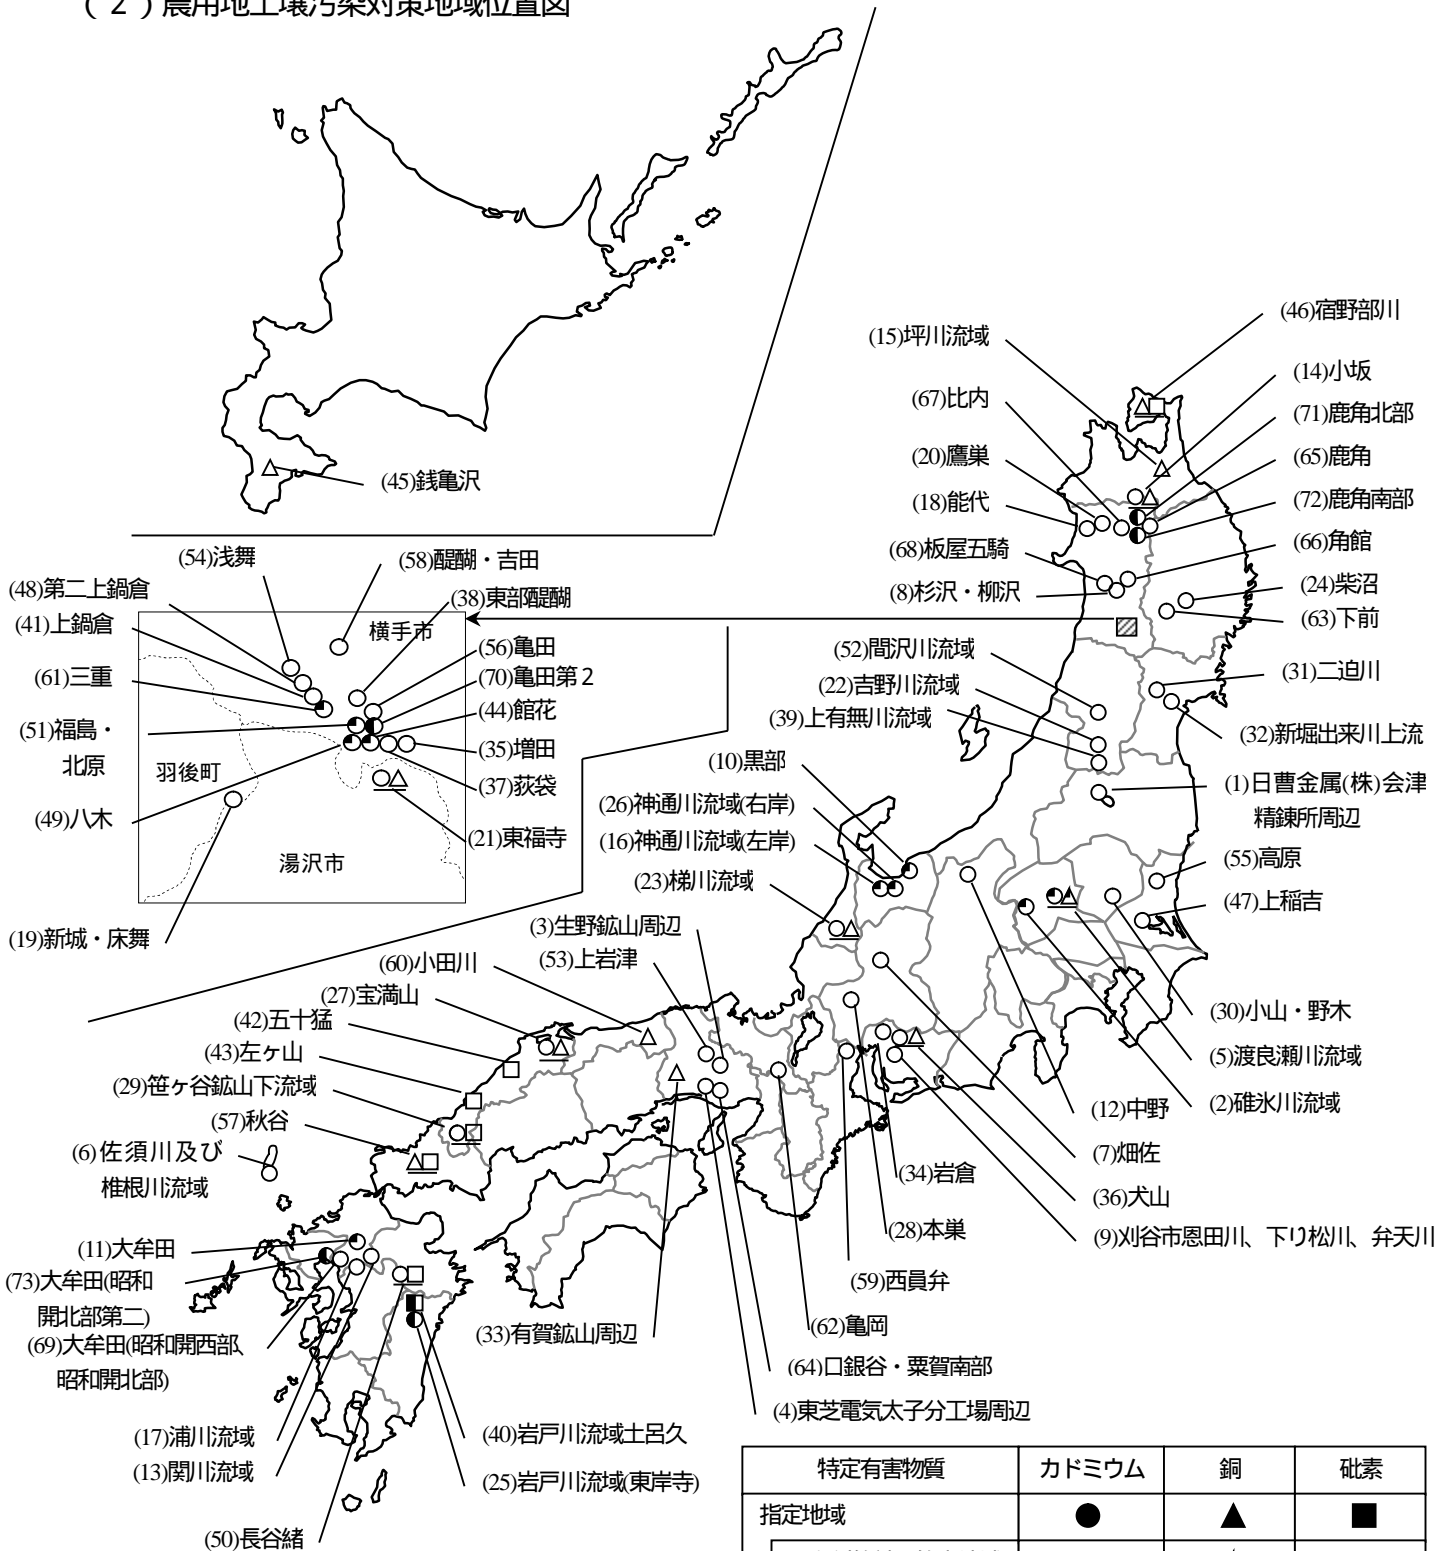 (2)農用地土壌汚染対策地域位置図
(46)宿野部川
(15)坪川流域
(14)小坂
(67)比内
(71)鹿角北部
(20)鷹巣
(65)鹿角
(45)銭亀沢
(18)能代
(72)鹿角南部
(68)板屋五騎
(66)角館
(8)杉沢・柳沢
(24)柴沼
(63)下前
(54)浅舞
(58)醍醐・吉田
(48)第二上鍋倉
(38)東部醍醐
(41)上鍋倉
横手市
(56)亀田
(61)三重
(70)亀田第2
(44)館花
(51)福島・
北原
(35)増田
羽後町
(37)荻袋
(49)八木
(21)東福寺
湯沢市
(19)新城・床舞
(52)間沢川流域
(22)吉野川流域
(39)上有無川流域
(31)二迫川
(32)新堀出来川上流
(10)黒部
(1)日曹金属(株)会津
精錬所周辺
(26)神通川流域(右岸)
(16)神通川流域(左岸)
(55)高原
(23)梯川流域
(47)上稲吉
(3)生野鉱山周辺
(53)上岩津
(60)小田川
(27)宝満山
(42)五十猛
(43)左ヶ山
(29)笹ヶ谷鉱山下流域
(57)秋谷
(6)佐須川及び
椎根川流域
(30)小山・野木
(5)渡良瀬川流域
(2)碓氷川流域
(12)中野
(7)畑佐
(34)岩倉
(36)犬山
(28)本巣
(9)刈谷市恩田川、下り松川、弁天川
(11)大牟田
(59)西員弁
(73)大牟田(昭和
開北部第二)
(62)亀岡
(33)有賀鉱山周辺
(69)大牟田(昭和開西部、
昭和開北部)
(64)口銀谷・粟賀南部
(4)東芝電気太子分工場周辺
(17)浦川流域
(40)岩戸川流域土呂久
(13)関川流域
(25)岩戸川流域(東岸寺)
(50)長谷緒
特定有害物質 カドミウム 銅 砒素
指定地域 ● ▲ ■